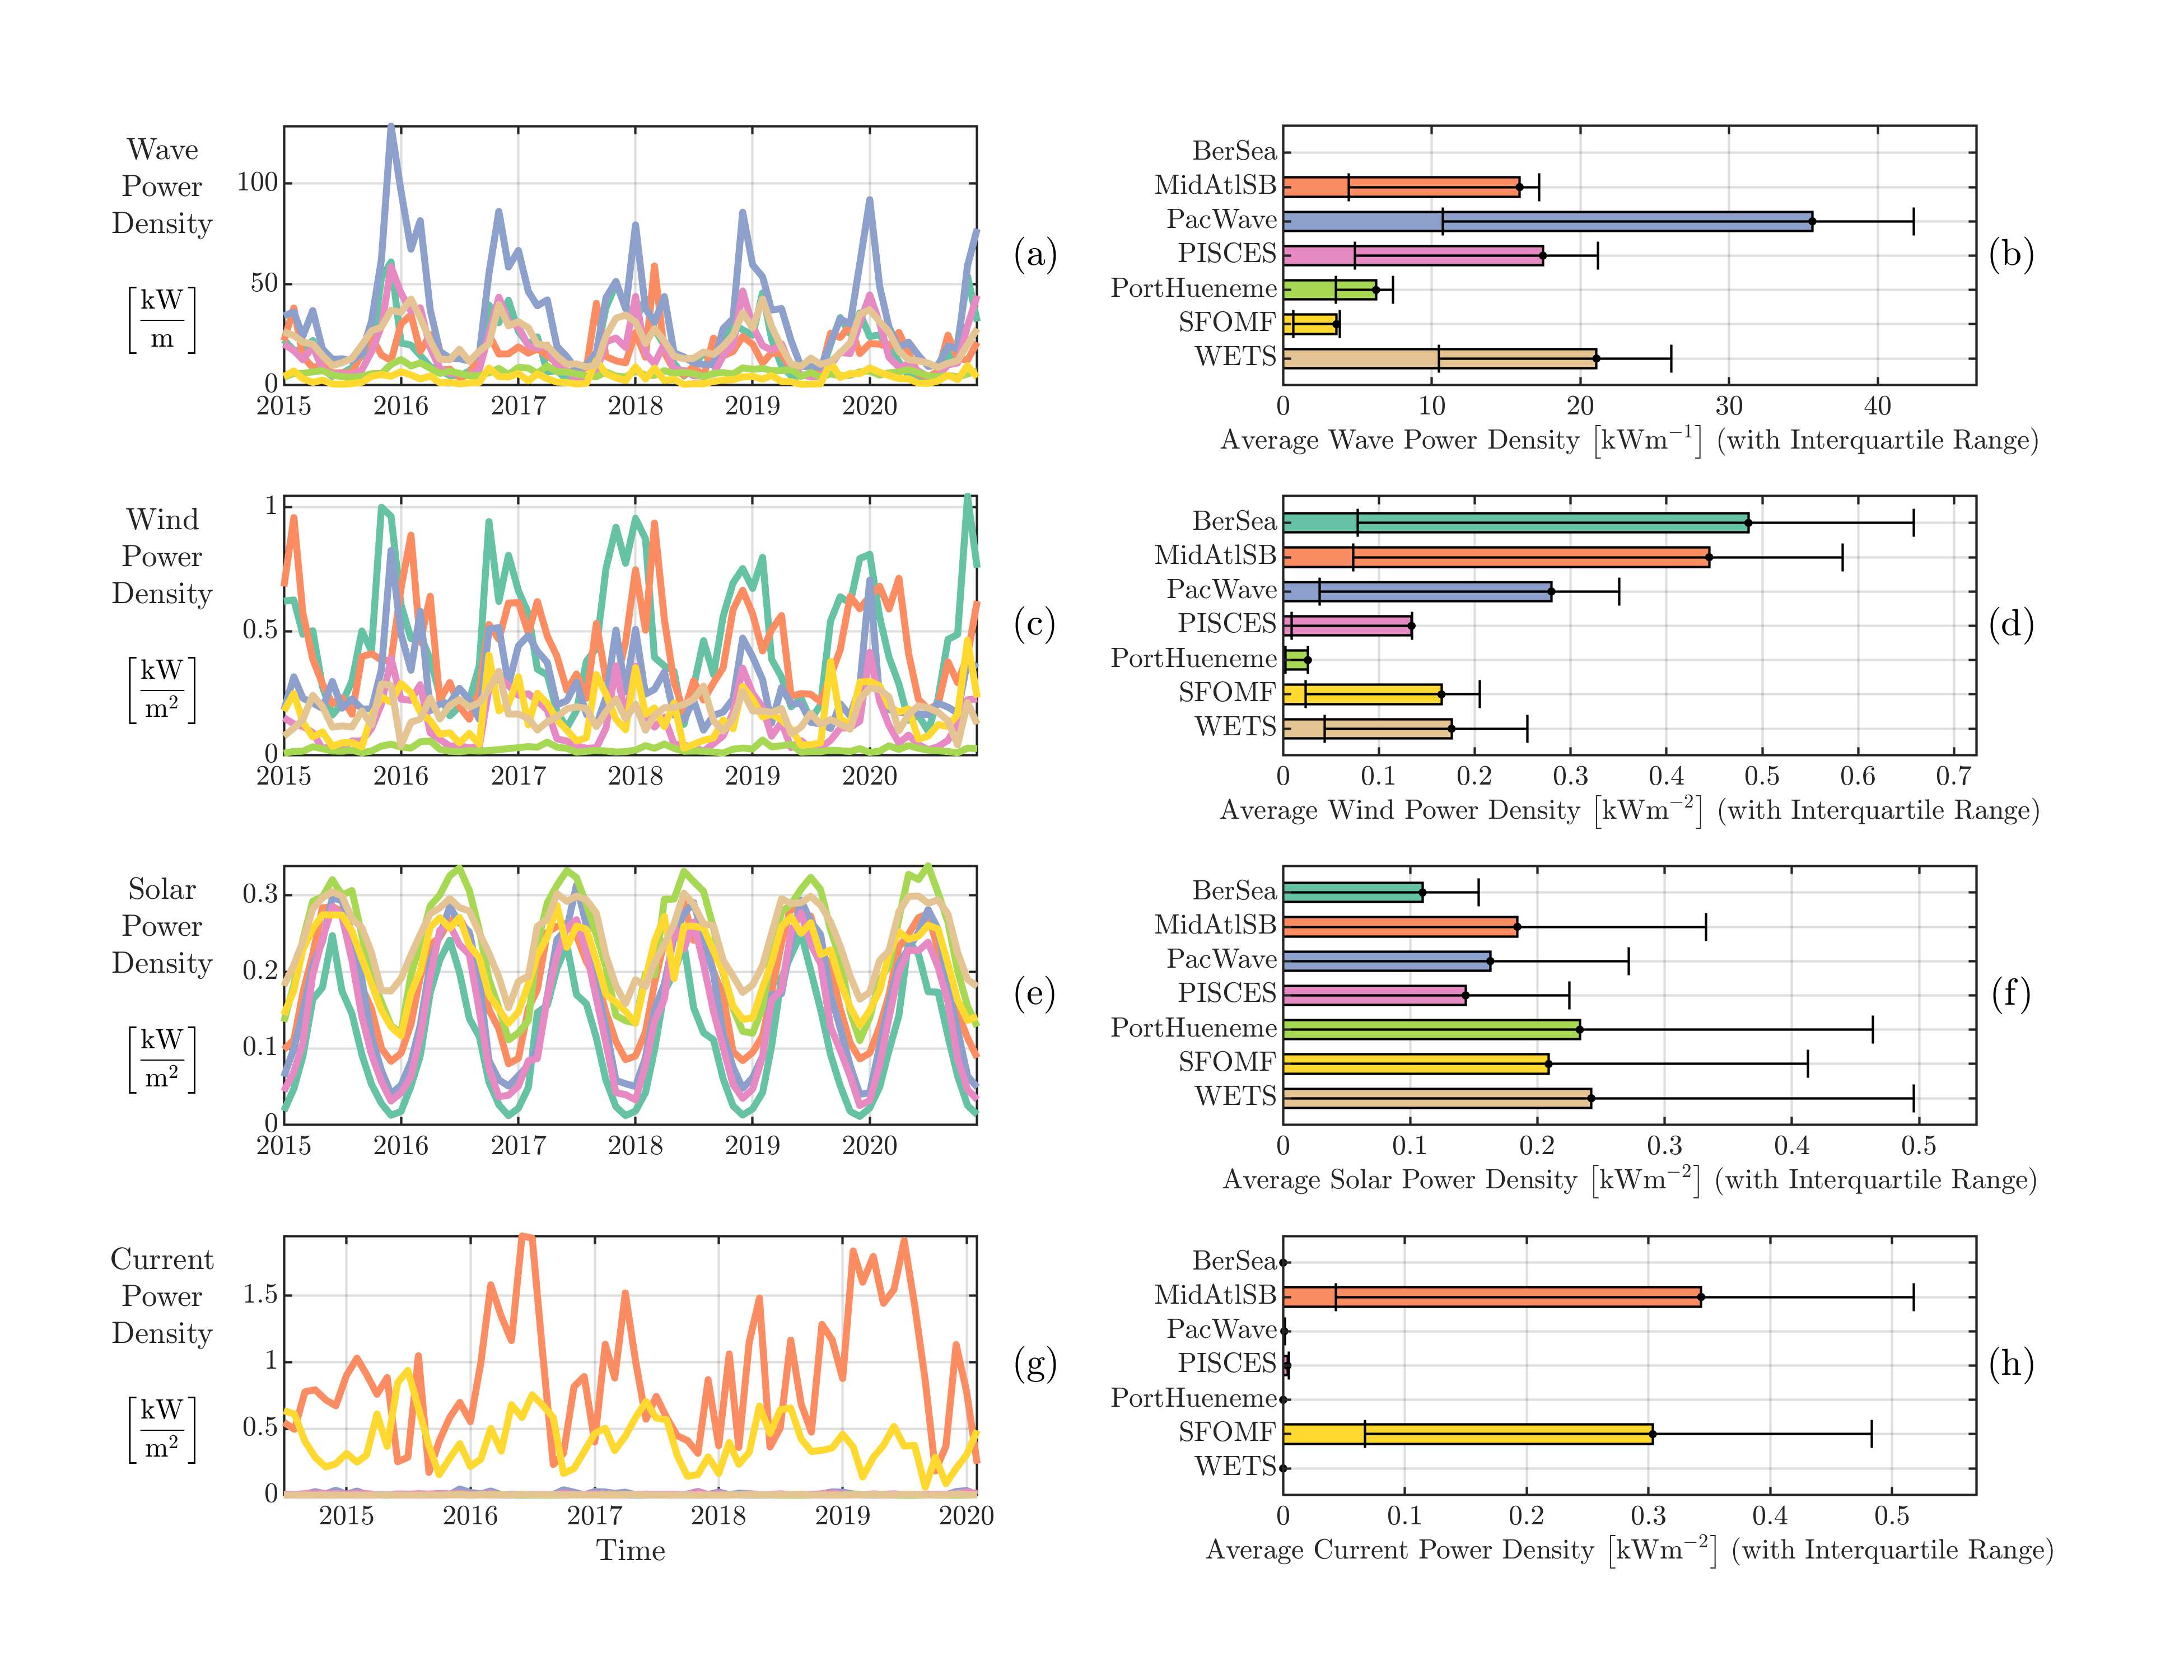 Wave
Power
Density
[kW/m]
100
50
0
2015 2016 2017 2018 2019 2020
(a)
BerSea
MidAtlSB
PacWave
PISCES
PortHueneme
SFOMF
WETS
0 10 20 30 40
Average Wave Power Density [kWm⁻¹] (with Interquartile Range)
(b)
Wind
Power
Density
[kW/m²]
1
0.5
0
2015 2016 2017 2018 2019 2020
(c)
BerSea
MidAtlSB
PacWave
PISCES
PortHueneme
SFOMF
WETS
0 0.1 0.2 0.3 0.4 0.5 0.6 0.7
Average Wind Power Density [kWm⁻²] (with Interquartile Range)
(d)
Solar
Power
Density
[kW/m²]
0.3
0.2
0.1
0
2015 2016 2017 2018 2019 2020
(e)
BerSea
MidAtlSB
PacWave
PISCES
PortHueneme
SFOMF
WETS
0 0.1 0.2 0.3 0.4 0.5
Average Solar Power Density [kWm⁻²] (with Interquartile Range)
(f)
Current
Power
Density
[kW/m²]
1.5
1
0.5
0
2015 2016 2017 2018 2019 2020
Time
(g)
BerSea
MidAtlSB
PacWave
PISCES
PortHueneme
SFOMF
WETS
0 0.1 0.2 0.3 0.4 0.5
Average Current Power Density [kWm⁻²] (with Interquartile Range)
(h)